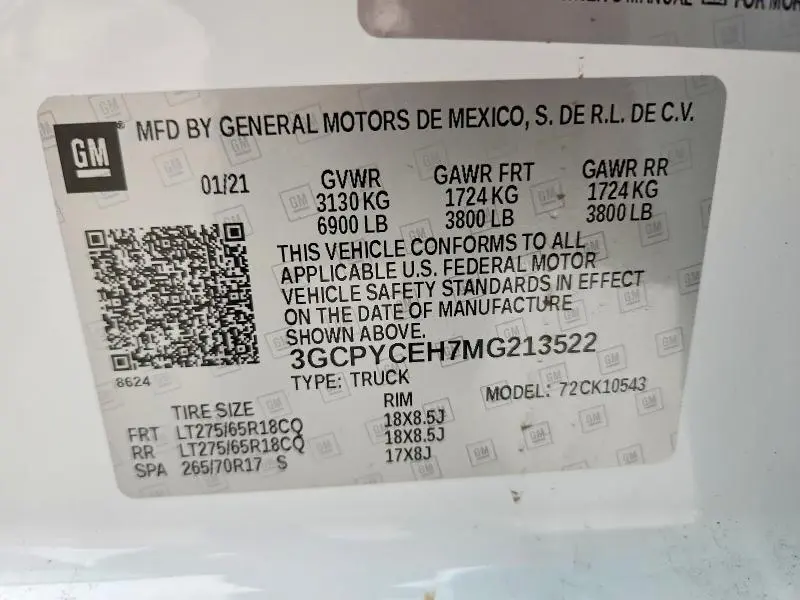 FOR MOR
GM
MFD BY GENERAL MOTORS DE MEXICO, S. DE R.L. DE C.V.
01/21 GVWR GAWR FRT GAWR RR
3130 KG 1724 KG 1724 KG
6900 LB 3800 LB 3800 LB
THIS VEHICLE CONFORMS TO ALL
APPLICABLE U.S. FEDERAL MOTOR
VEHICLE SAFETY STANDARDS IN EFFECT
ON THE DATE OF MANUFACTURE
SHOWN ABOVE.
3GCPYCEH7MG213522
8624
TYPE: TRUCK MODEL: 72CK10543
TIRE SIZE RIM
FRT LT275/65R18CQ 18X8.5J
RR LT275/65R18CQ 18X8.5J
SPA 265/70R17 S 17X8J